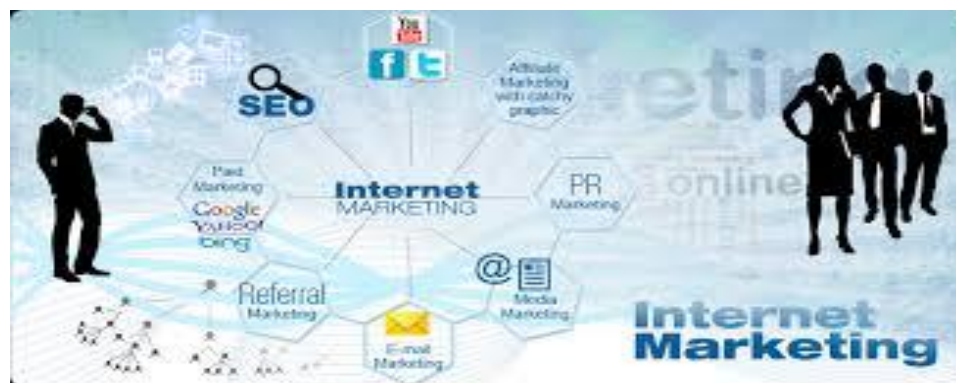 You
Tube
f t
SEO
Affiliate
Marketing
with catchy
graphic
eting
Paid
Marketing
Google
Yahoo!
bing
Internet
MARKETING
PR
Marketing
online
Referral
Marketing
@
Media
Marketing
E-mail
Marketing
Internet
Marketing